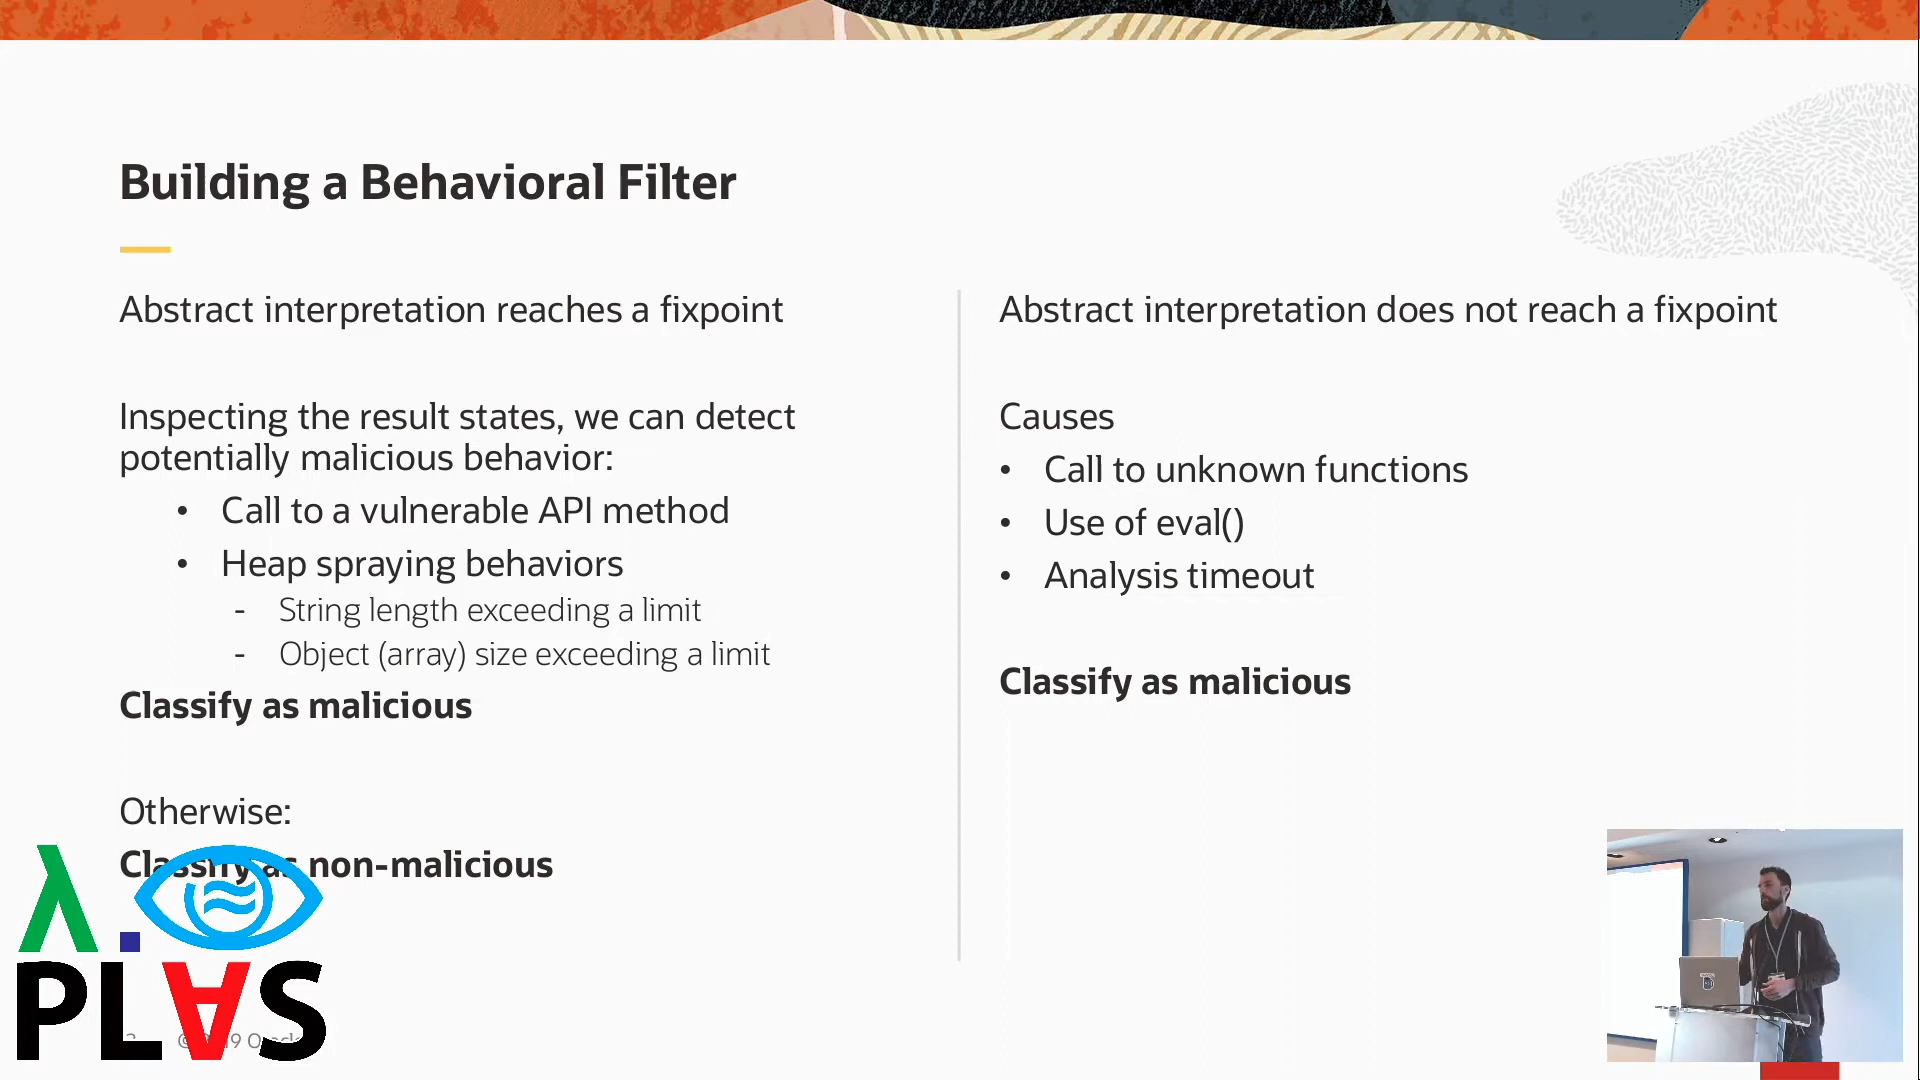 Building a Behavioral Filter
Abstract interpretation reaches a fixpoint
Inspecting the result states, we can detect
potentially malicious behavior:
• Call to a vulnerable API method
• Heap spraying behaviors
- String length exceeding a limit
- Object (array) size exceeding a limit
Classify as malicious
Otherwise:
Classify as non-malicious
Abstract interpretation does not reach a fixpoint
Causes
• Call to unknown functions
• Use of eval()
• Analysis timeout
Classify as malicious
λ.
PL∀S